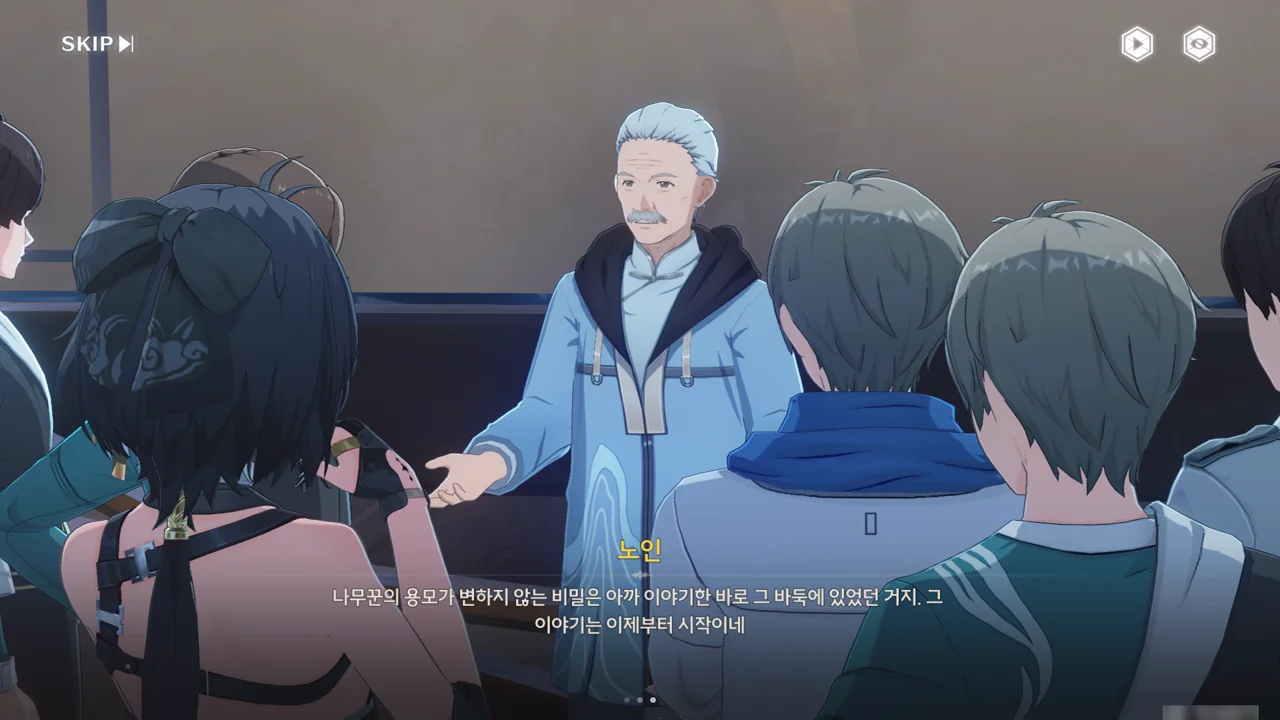 SKIP
노인
나무꾼의 용모가 변하지 않는 비밀은 아까 이야기한 바로 그 바둑에 있었던 거지. 그
이야기는 이제부터 시작이네